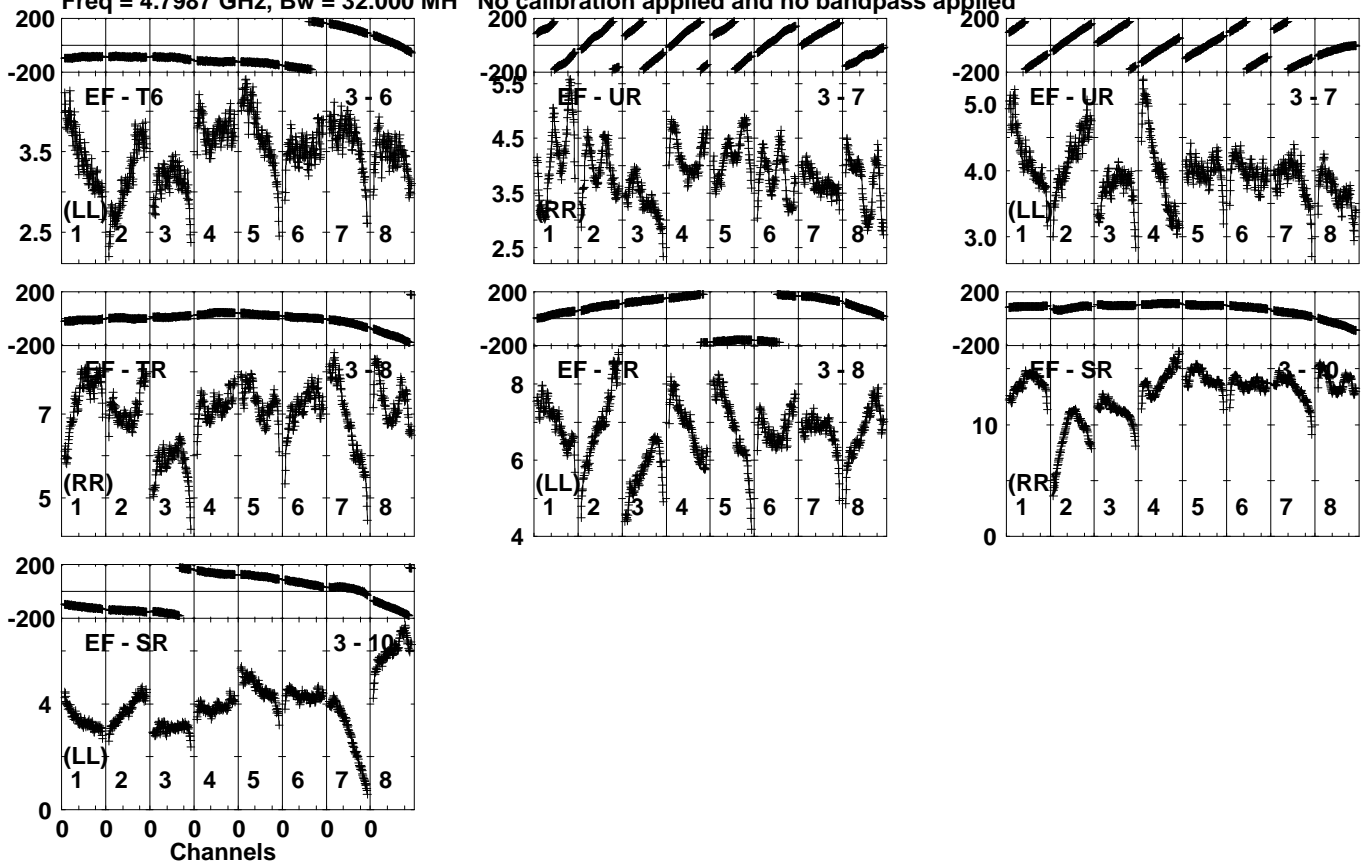 Freq = 4.7987 GHz, Bw = 32.000 MH No calibration applied and no bandpass applied
200
-200
EF - T6 3 - 6
3.5
2.5
(LL)
1 2 3 4 5 6 7 8
200
-200
5.5
EF - UR 3 - 7
4.5
3.5
2.5
(RR)
1 2 3 4 5 6 7 8
200
-200
EF - UR 3 - 7
5.0
4.0
3.0
(LL)
1 2 3 4 5 6 7 8
200
-200
EF - TR 3 - 8
7
5
(RR)
1 2 3 4 5 6 7 8
200
-200
EF - TR 3 - 8
8
6
4
(LL)
1 2 3 4 5 6 7 8
200
-200
EF - SR 3 - 10
10
0
(RR)
1 2 3 4 5 6 7 8
200
-200
EF - SR 3 - 10
4
0
(LL)
1 2 3 4 5 6 7 8
0 0 0 0 0 0 0 0
Channels